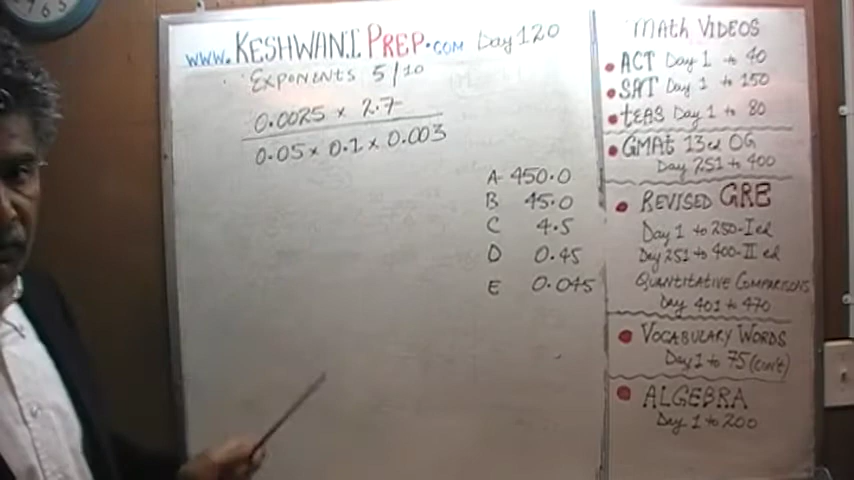 www.KESHWANI PREP.com Day 120
EXPONENTS 5/10
0.0025 x 2.7
0.05 x 0.1 x 0.003
A 450.0
B 45.0
C 4.5
D 0.45
E 0.045
Math VIDEOS
ACT Day 1 to 40
SAT Day 1 to 150
tEAS Day 1 to 80
GMAt 13ed OG
Day 251 to 400
REVISED GRE
Day 1 to 250-I ed
Day 251 to 400-II ed
QUANTITATIVE COMPARISONS
Day 401 to 470
VOCABULARY WORDS
Day 1 to 75 (con't)
ALGEBRA
Day 1 to 200